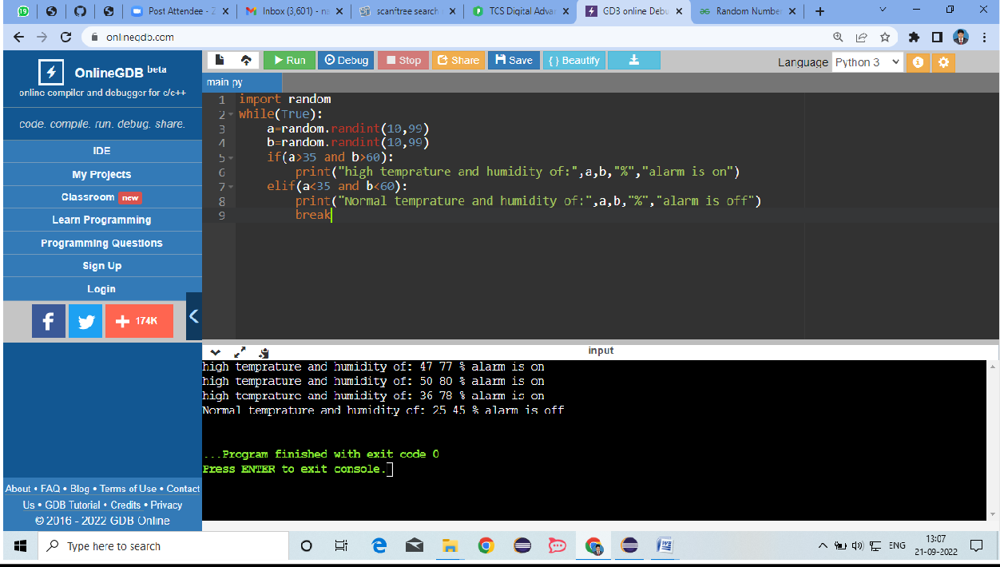 19
Post Attendee - 2
Inbox (3,601) - na
scanftree search
TCS Digital Advan
GDB online Debu
Random Number
onlinegdb.com
OnlineGDB beta
online compiler and debugger for c/c++
code. compile. run. debug. share.
IDE
My Projects
Classroom new
Learn Programming
Programming Questions
Sign Up
Login
174K
About • FAQ • Blog • Terms of Use • Contact
Us • GDB Tutorial • Credits • Privacy
© 2016 - 2022 GDB Online
Run
Debug
Stop
Share
Save
{ } Beautify
Language Python 3
main.py
1 import random
2 while(True):
3     a=random.randint(10,99)
4     b=random.randint(10,99)
5     if(a>35 and b>60):
6         print("high temprature and humidity of:",a,b,"%","alarm is on")
7     elif(a<35 and b<60):
8         print("Normal temprature and humidity of:",a,b,"%","alarm is off")
9         break
input
high temprature and humidity of: 47 77 % alarm is on
high temprature and humidity of: 50 80 % alarm is on
high temprature and humidity of: 36 78 % alarm is on
Normal temprature and humidity of: 25 45 % alarm is off
...Program finished with exit code 0
Press ENTER to exit console.
Type here to search
ENG
13:07
21-09-2022